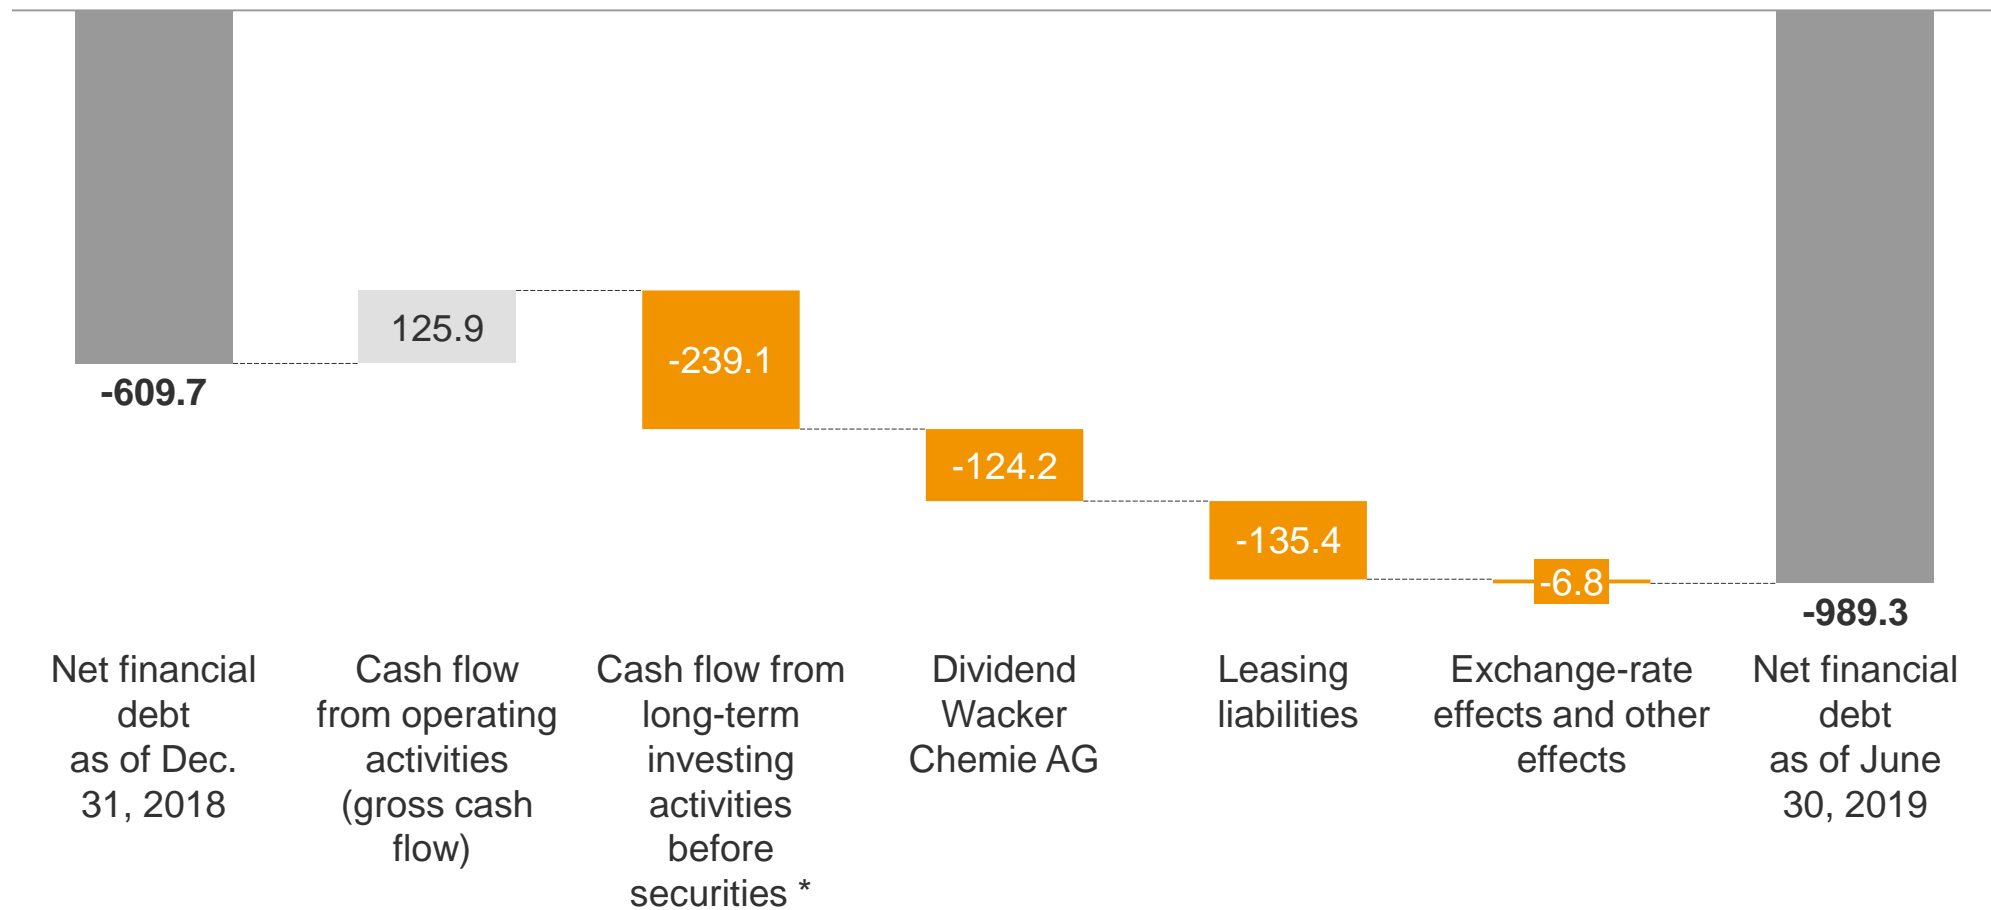 125.9
-239.1
-609.7
-124.2
-135.4
-6.8
-989.3
Net financial
debt
as of Dec.
31, 2018
Cash flow
from operating
activities
(gross cash
flow)
Cash flow from
long-term
investing
activities
before
securities *
Dividend
Wacker
Chemie AG
Leasing
liabilities
Exchange-rate
effects and other
effects
Net financial
debt
as of June
30, 2019